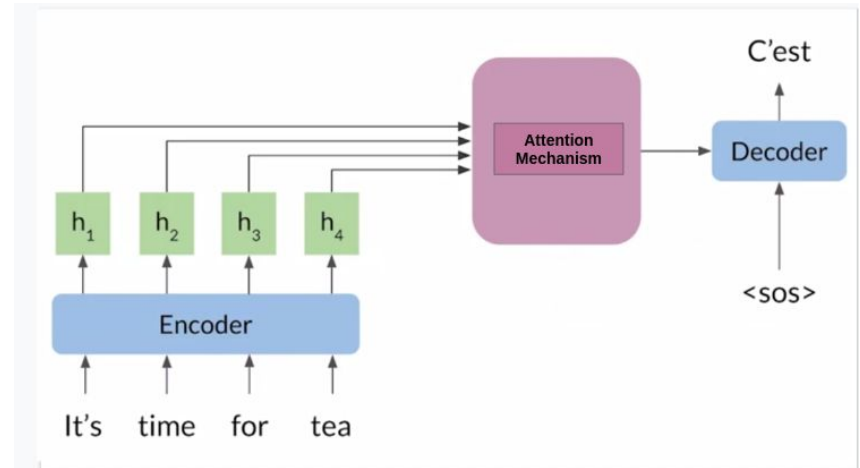 C'est
Attention
Mechanism
Decoder
h1 h2 h3 h4
<sos>
Encoder
It's time for tea